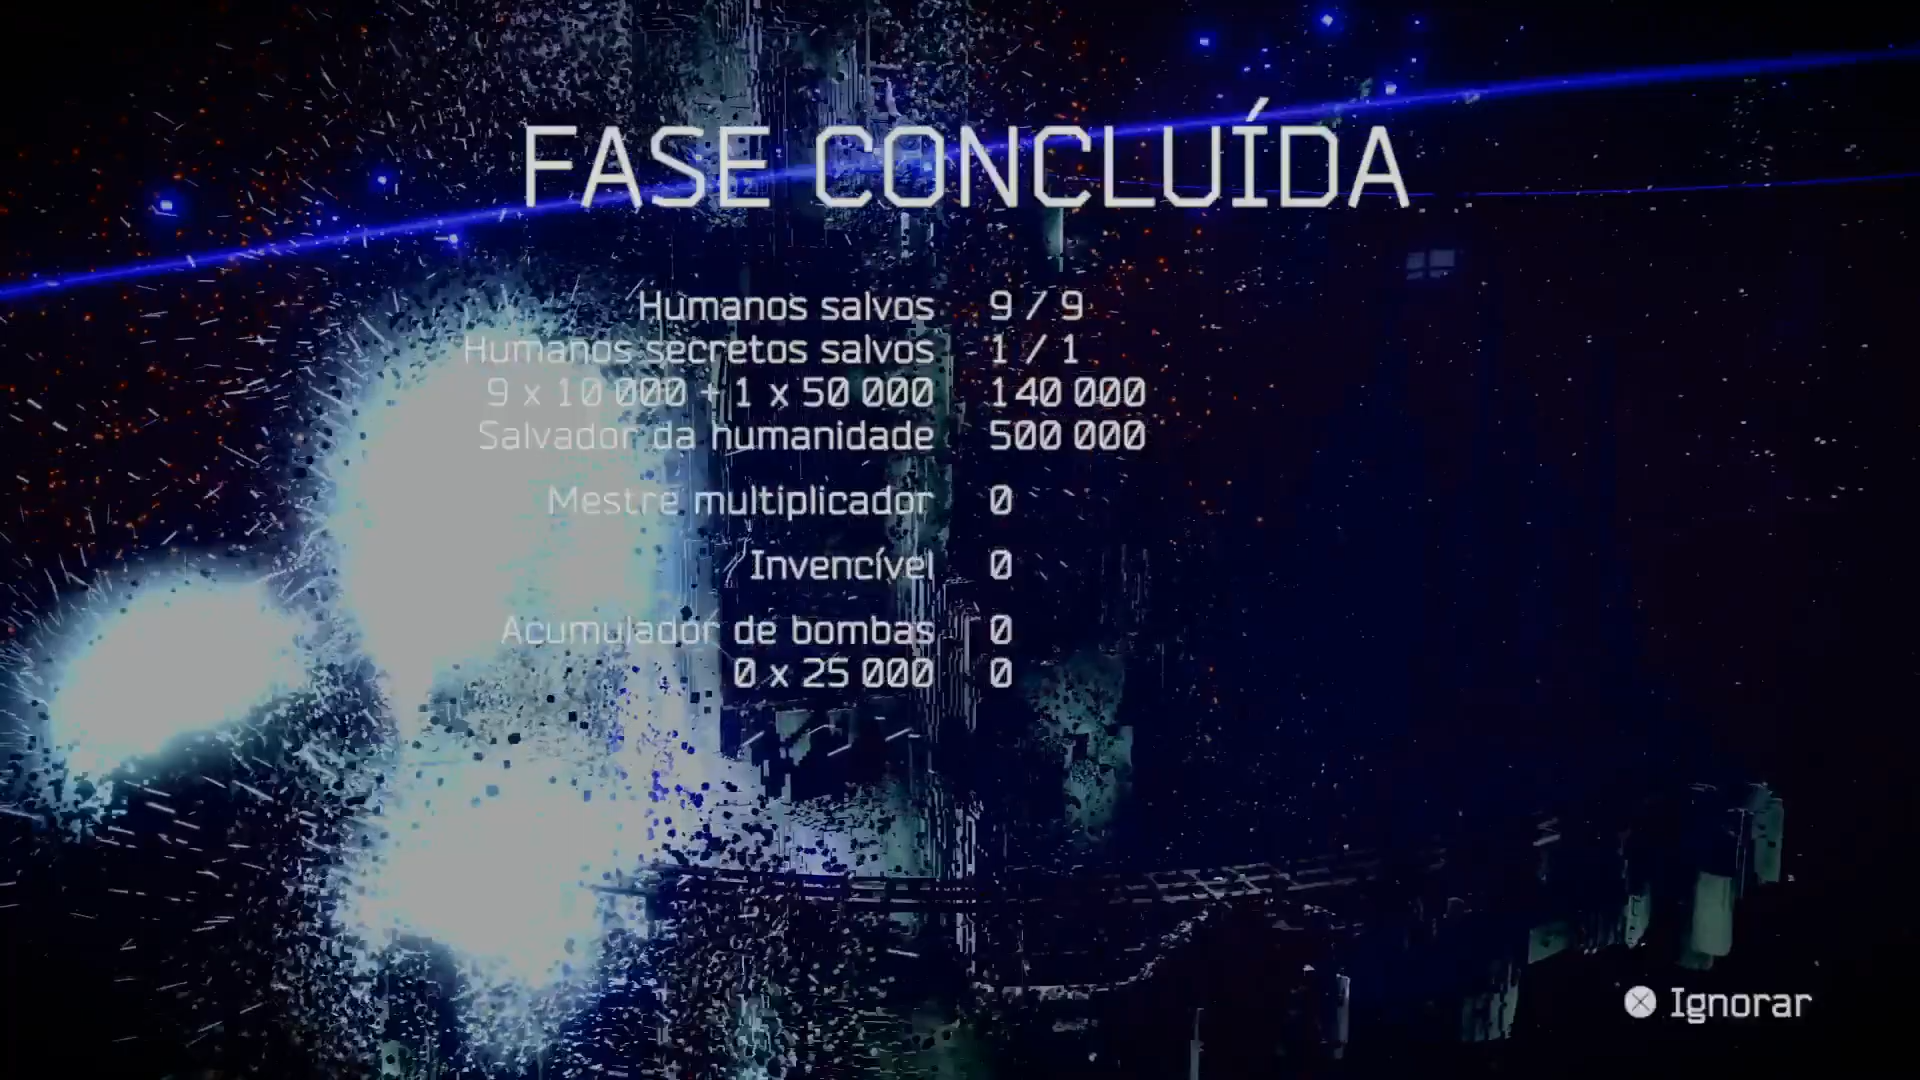 FASE CONCLUÍDA
Humanos salvos 9 / 9
Humanos secretos salvos 1 / 1
9 x 10 000 + 1 x 50 000 140 000
Salvador da humanidade 500 000
Mestre multiplicador 0
Invencível 0
Acumulador de bombas 0
0 x 25 000 0
Ignorar